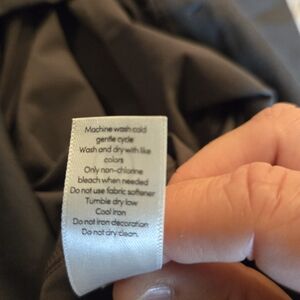 Machine wash cold
gentle cycle
Wash and dry with like
colors
Only non-chlorine
bleach when needed
Do not use fabric softener
Tumble dry low
Cool iron
Do not iron decoration
Do not dry clean.